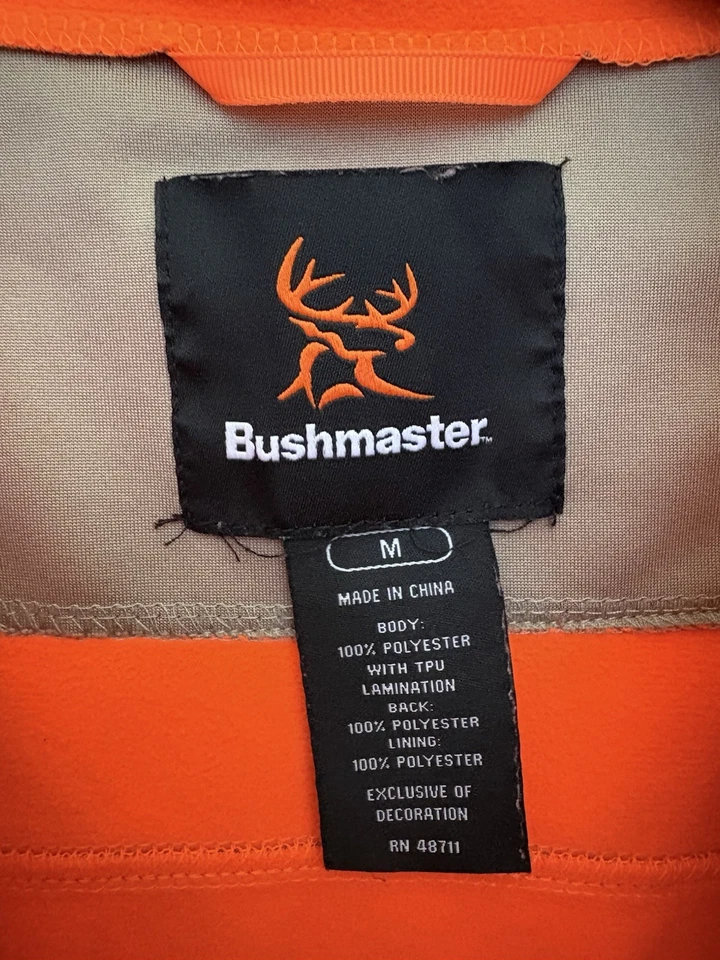 Bushmaster™
M
MADE IN CHINA
BODY:
100% POLYESTER
WITH TPU
LAMINATION
BACK:
100% POLYESTER
LINING:
100% POLYESTER
EXCLUSIVE OF
DECORATION
RN 48711